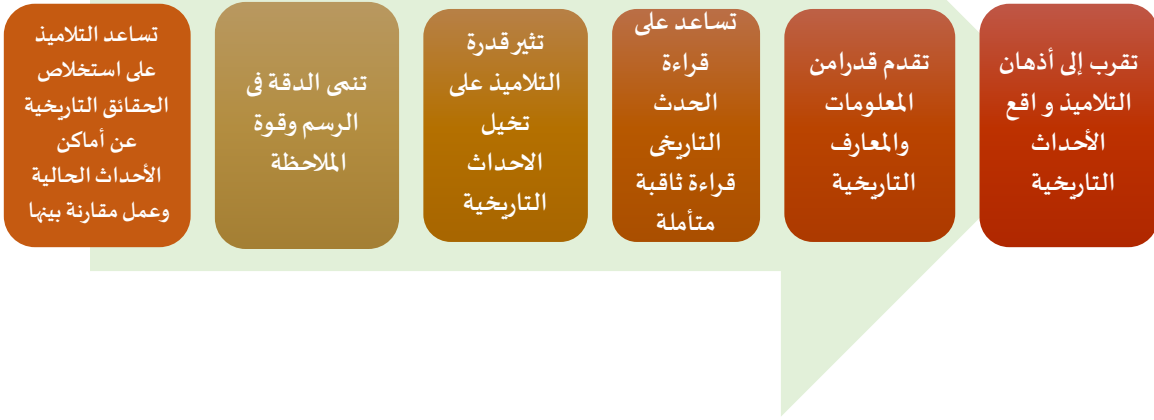 تقرب إلى أذهان
التلاميذ و اقع
الأحداث
التاريخية
تقدم قدرامن
المعلومات
والمعارف
التاريخية
تساعد على
قراءة
الحدث
التاريخى
قراءة ثاقبة
متأملة
تثير قدرة
التلاميذ على
تخيل
الاحداث
التاريخية
تنمى الدقة فى
الرسم وقوة
الملاحظة
تساعد التلاميذ
على استخلاص
الحقائق التاريخية
عن أماكن
الأحداث الحالية
وعمل مقارنة بينها